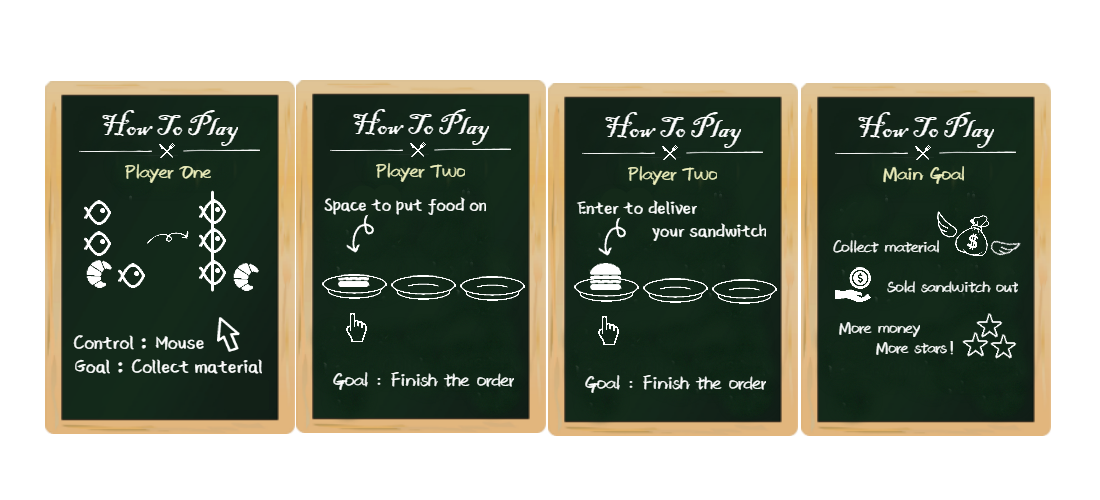 How To Play
Player One
Control : Mouse
Goal : Collect material
How To Play
Player Two
Space to put food on
Goal : Finish the order
How To Play
Player Two
Enter to deliver
your sandwitch
Goal : Finish the order
How To Play
Main Goal
Collect material
$
$
Sold sandwitch out
More money
More stars!